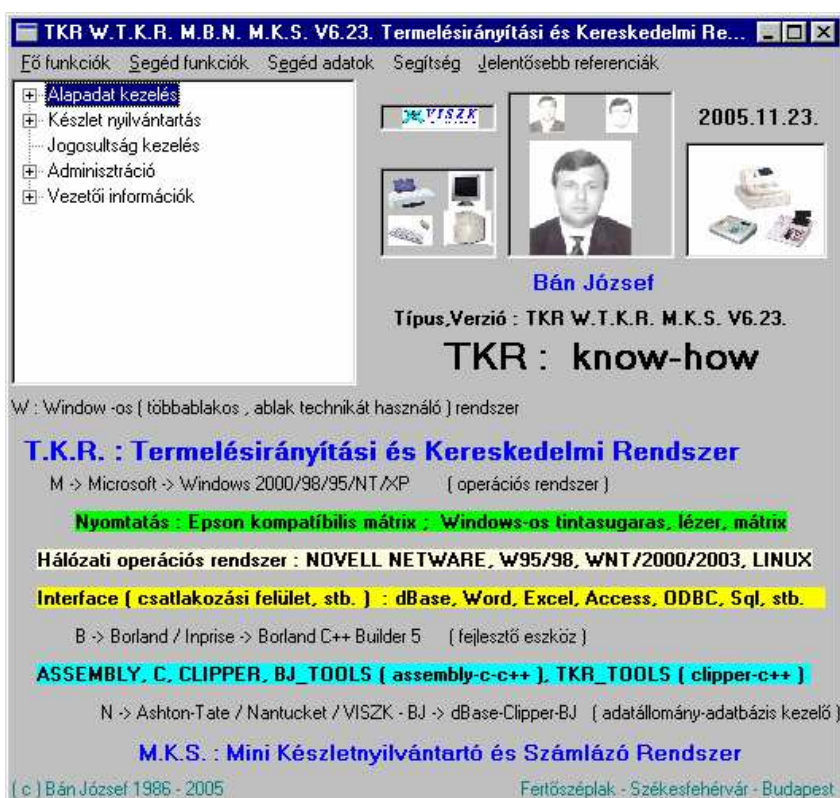 TKR W.T.K.R. M.B.N. M.K.S. V6.23. Termelésirányítási és Kereskedelmi Re...
Fő funkciók Segéd funkciók Segéd adatok Segítség Jelentősebb referenciák
Alapadat kezelés
Készlet nyilvántartás
Jogosultság kezelés
Adminisztráció
Vezetői információk
VISZK
2005.11.23.
Bán József
Típus,Verzió : TKR W.T.K.R. M.K.S. V6.23.
TKR : know-how
W : Window -os ( többablakos , ablak technikát használó ) rendszer
T.K.R. : Termelésirányítási és Kereskedelmi Rendszer
M -> Microsoft -> Windows 2000/98/95/NT/XP ( operációs rendszer )
Nyomtatás : Epson kompatíbilis mátrix ; Windows-os tintasugaras, lézer, mátrix
Hálózati operációs rendszer : NOVELL NETWARE, W95/98, WNT/2000/2003, LINUX
Interface ( csatlakozási felület, stb. ) : dBase, Word, Excel, Access, ODBC, Sql, stb.
B -> Borland / Inprise -> Borland C++ Builder 5 ( fejlesztő eszköz )
ASSEMBLY, C, CLIPPER, BJ_TOOLS ( assembly-c-c++ ), TKR_TOOLS ( clipper-c++ )
N -> Ashton-Tate / Nantucket / VISZK - BJ -> dBase-Clipper-BJ ( adatállomány-adatbázis kezelő )
M.K.S. : Mini Készletnyilvántartó és Számlázó Rendszer
( c ) Bán József 1986 - 2005 Fertőszéplak - Székesfehérvár - Budapest